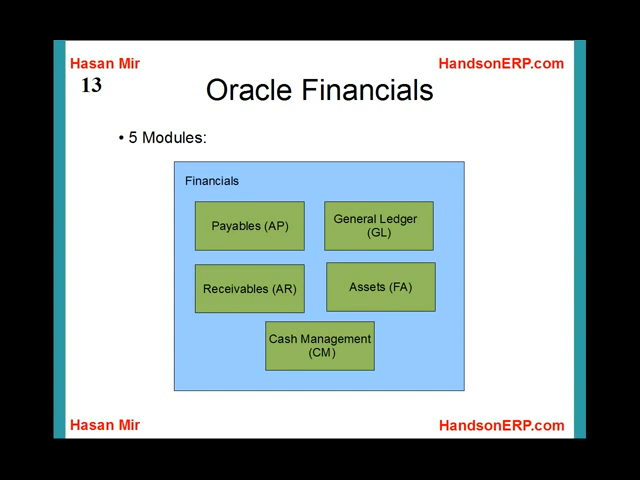 Hasan Mir
HandsonERP.com
13
Oracle Financials
• 5 Modules:
Financials
Payables (AP)
General Ledger
(GL)
Receivables (AR)
Assets (FA)
Cash Management
(CM)
Hasan Mir
HandsonERP.com